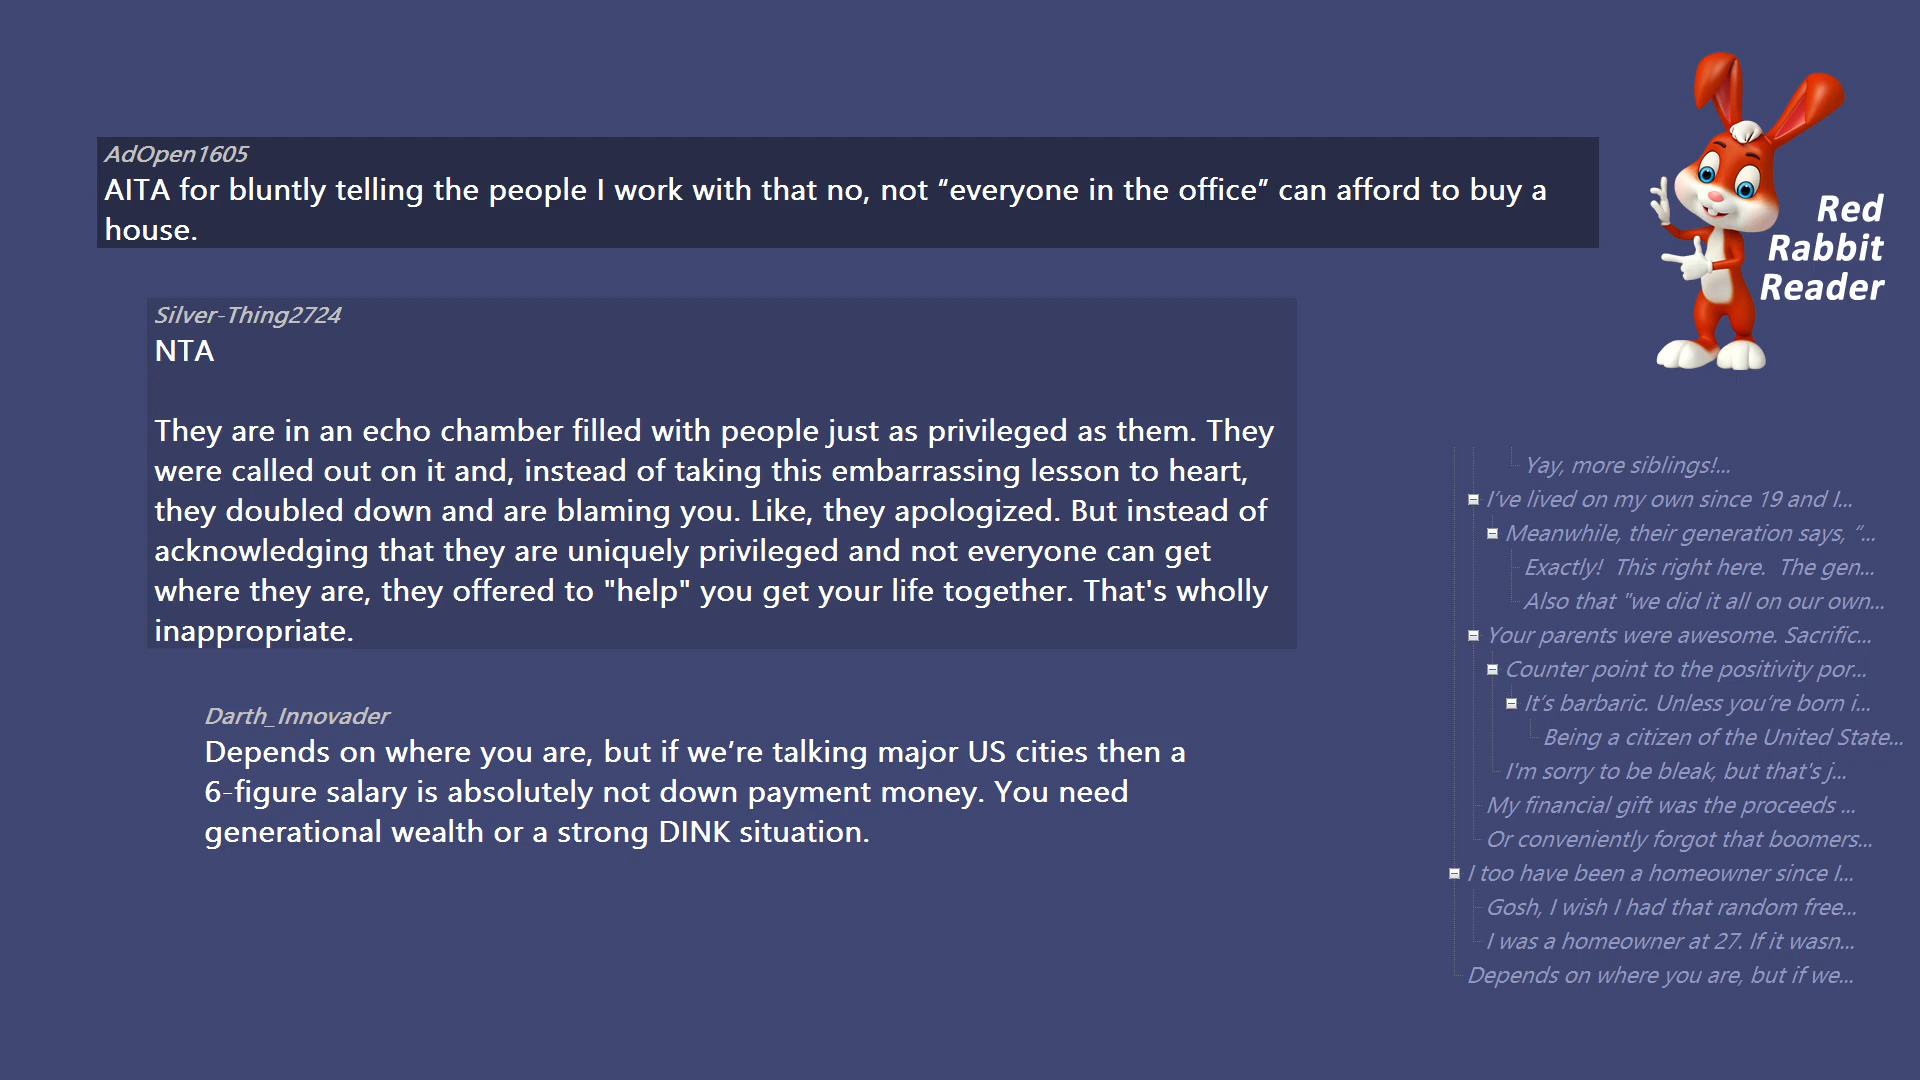 AdOpen1605
AITA for bluntly telling the people I work with that no, not “everyone in the office” can afford to buy a
house.
Silver-Thing2724
NTA
They are in an echo chamber filled with people just as privileged as them. They
were called out on it and, instead of taking this embarrassing lesson to heart,
they doubled down and are blaming you. Like, they apologized. But instead of
acknowledging that they are uniquely privileged and not everyone can get
where they are, they offered to "help" you get your life together. That's wholly
inappropriate.
Darth_Innovader
Depends on where you are, but if we’re talking major US cities then a
6-figure salary is absolutely not down payment money. You need
generational wealth or a strong DINK situation.
Red
Rabbit
Reader
Yay, more siblings!...
I’ve lived on my own since 19 and I...
Meanwhile, their generation says, “...
Exactly!  This right here.  The gen...
Also that "we did it all on our own...
Your parents were awesome. Sacrific...
Counter point to the positivity por...
It’s barbaric. Unless you’re born i...
Being a citizen of the United State...
I'm sorry to be bleak, but that's j...
My financial gift was the proceeds ...
Or conveniently forgot that boomers...
I too have been a homeowner since I...
Gosh, I wish I had that random free...
I was a homeowner at 27. If it wasn...
Depends on where you are, but if we...